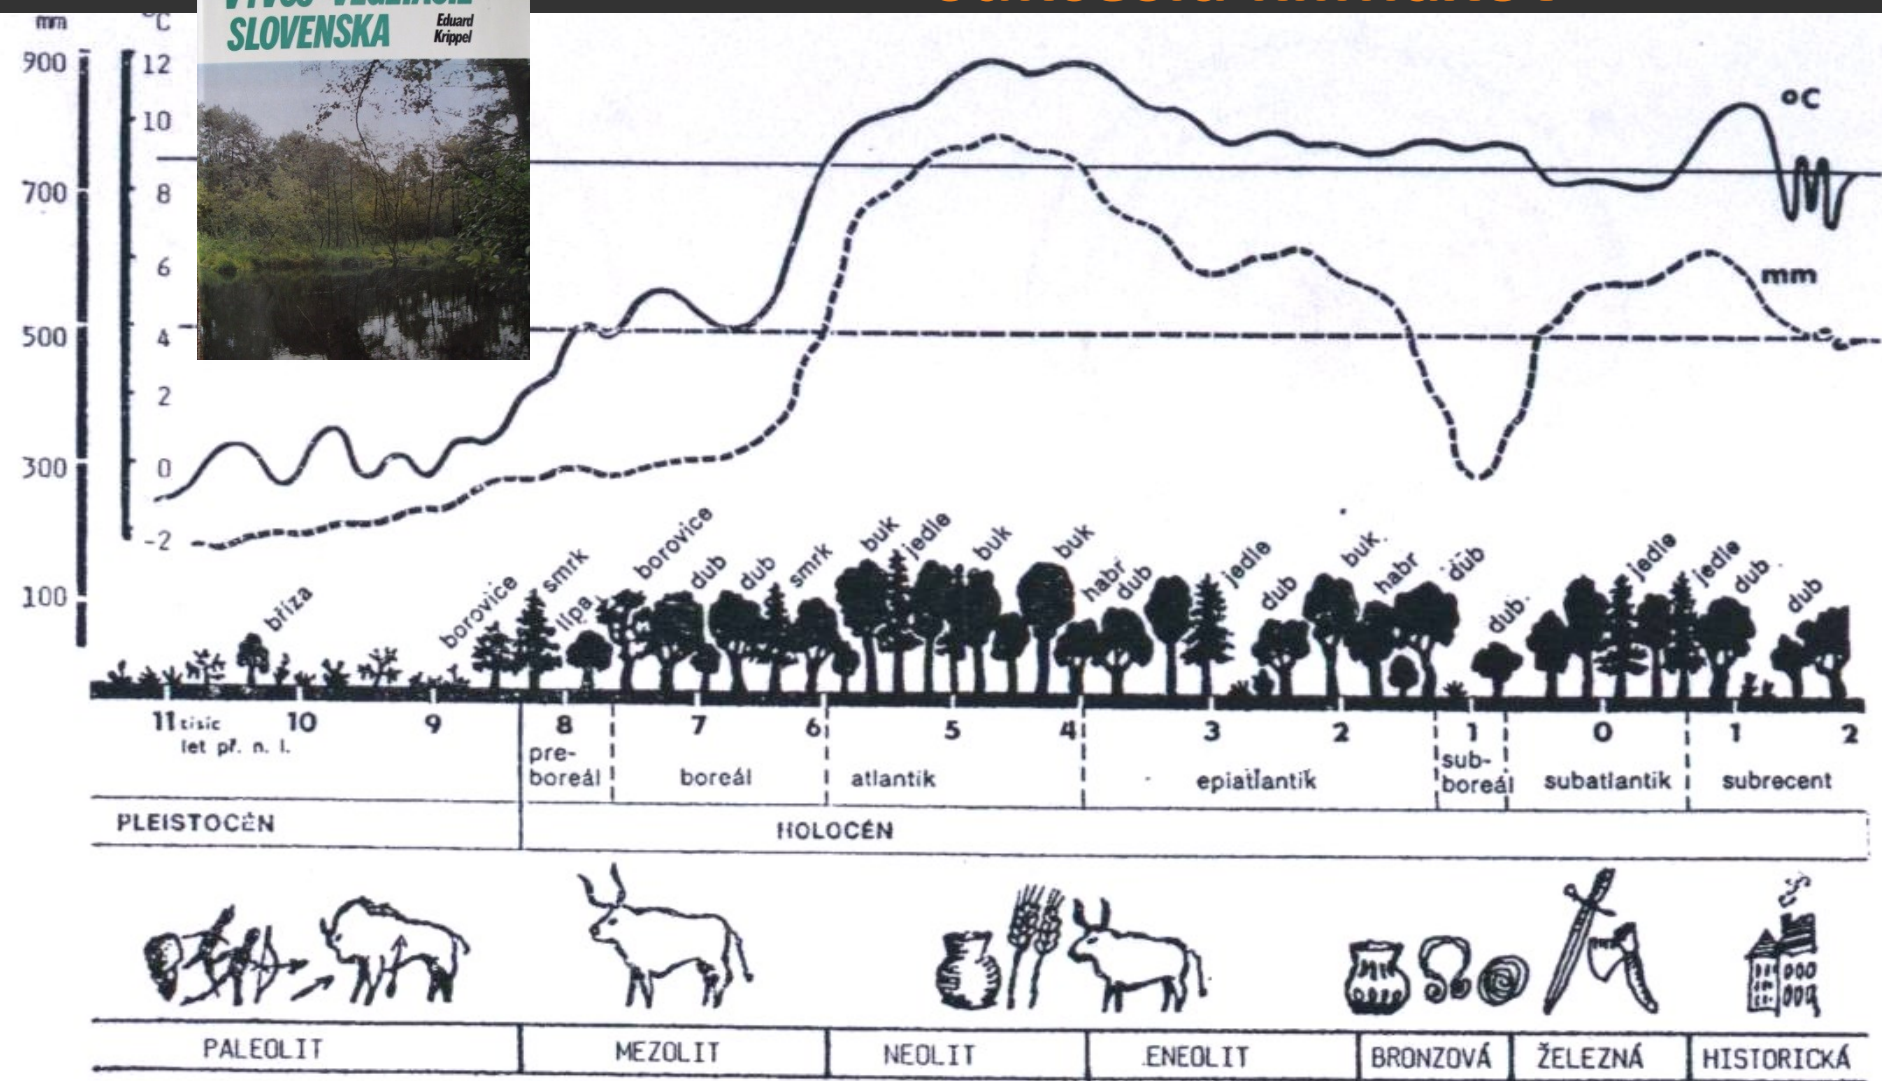 SLOVENSKA
Eduard
Krippel
mm
°C
900
700
500
300
100
12
10
8
6
4
2
0
-2
°C
mm
bříza
borovice
smrk
lípa
borovice
dub
dub
smrk
buk
jedle
buk
buk
habr
dub
jedle
dub
buk
habr
dub
dub
jedle
jedle
dub
dub
11 tisíc
let př. n. l.
10
9
8
7
6
5
4
3
2
1
0
1
2
pre-
boreál
boreál
atlantik
epiatlantik
sub-
boreál
subatlantik
subrecent
PLEISTOCÉN
HOLOCÉN
PALEOLIT
MEZOLIT
NEOLIT
ENEOLIT
BRONZOVÁ
ŽELEZNÁ
HISTORICKÁ